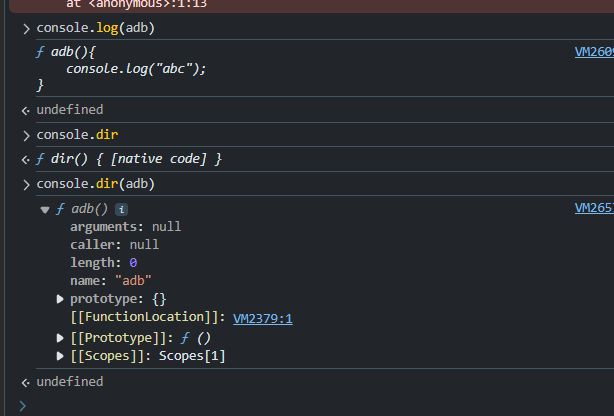 at <anonymous>:1:13
console.log(adb)
ƒ adb(){ VM260
console.log("abc");
}
undefined
console.dir
ƒ dir() { [native code] }
console.dir(adb)
ƒ adb() i VM265
arguments: null
caller: null
length: 0
name: "adb"
prototype: {}
[[FunctionLocation]]: VM2379:1
[[Prototype]]: ƒ ()
[[Scopes]]: Scopes[1]
undefined